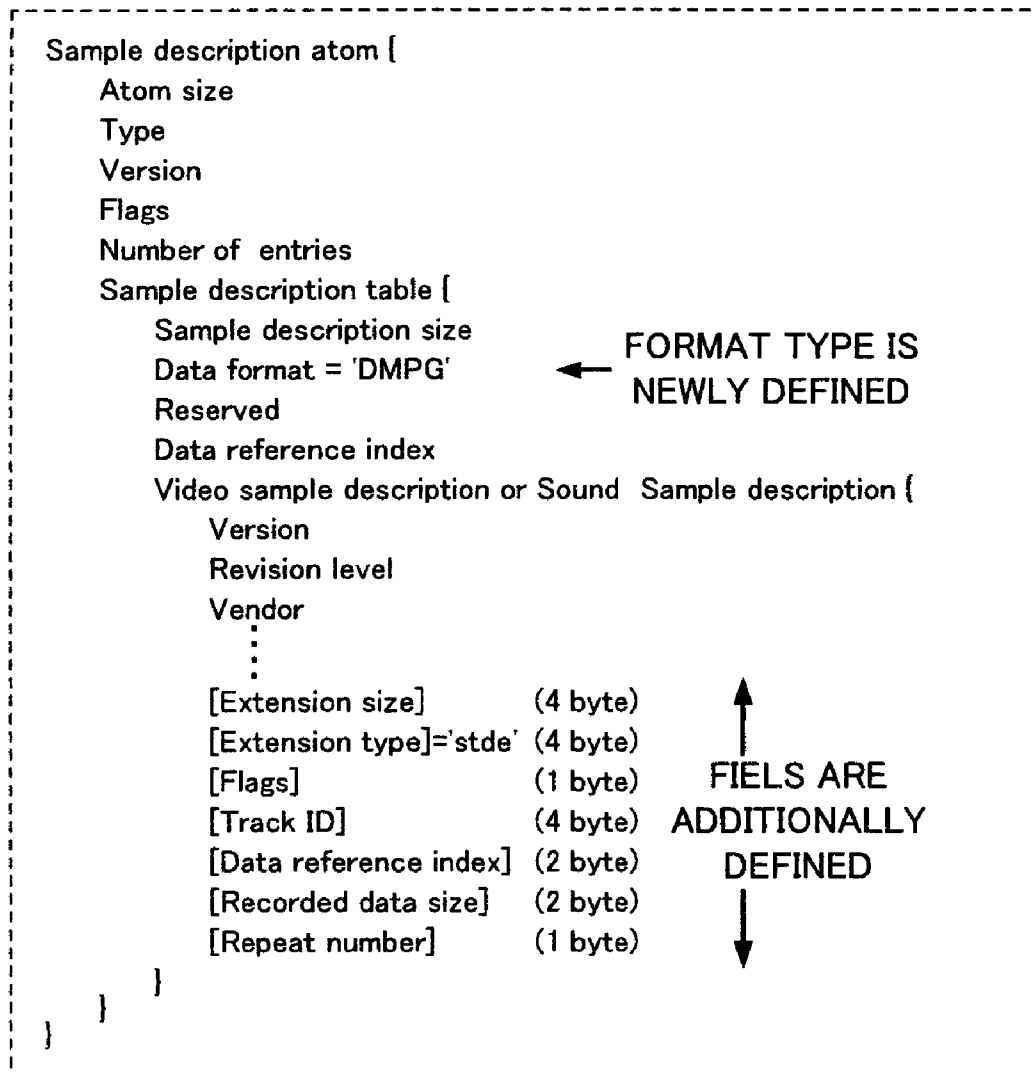 Sample description atom {
Atom size
Type
Version
Flags
Number of entries
Sample description table {
Sample description size
Data format = 'DMPG'
FORMAT TYPE IS
NEWLY DEFINED
Reserved
Data reference index
Video sample description or Sound Sample description {
Version
Revision level
Vendor
[Extension size] (4 byte)
[Extension type]='stde' (4 byte)
[Flags] (1 byte)
[Track ID] (4 byte)
[Data reference index] (2 byte)
[Recorded data size] (2 byte)
[Repeat number] (1 byte)
FIELS ARE
ADDITIONALLY
DEFINED
}
}
}